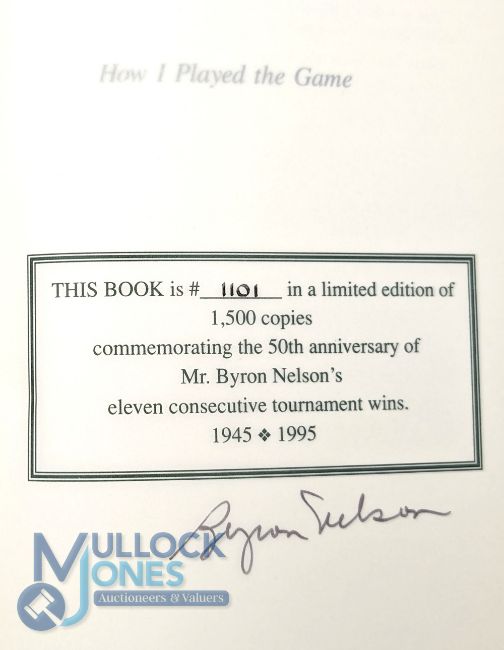 How I Played the Game
THIS BOOK is # 1101 in a limited edition of
1,500 copies
commemorating the 50th anniversary of
Mr. Byron Nelson's
eleven consecutive tournament wins.
1945 ❖ 1995
Byron Nelson
MULLOCK
JONES
Auctioneers & Valuers